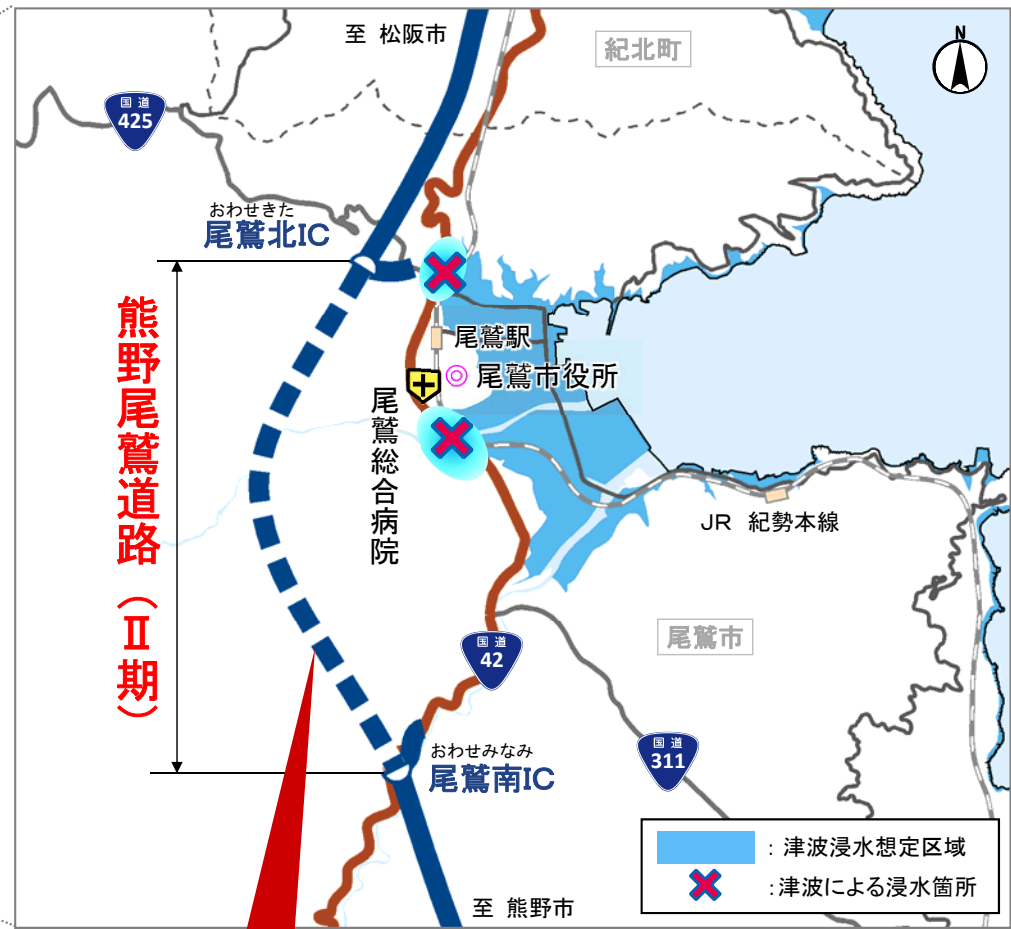 至 松阪市
紀北町
N
国道
425
おわせきた
尾鷲北IC
熊野尾鷲道路（Ⅱ期）
尾鷲駅
尾鷲市役所
尾鷲総合病院
JR 紀勢本線
尾鷲市
国道
42
国道
311
おわせみなみ
尾鷲南IC
至 熊野市
：津波浸水想定区域
：津波による浸水箇所